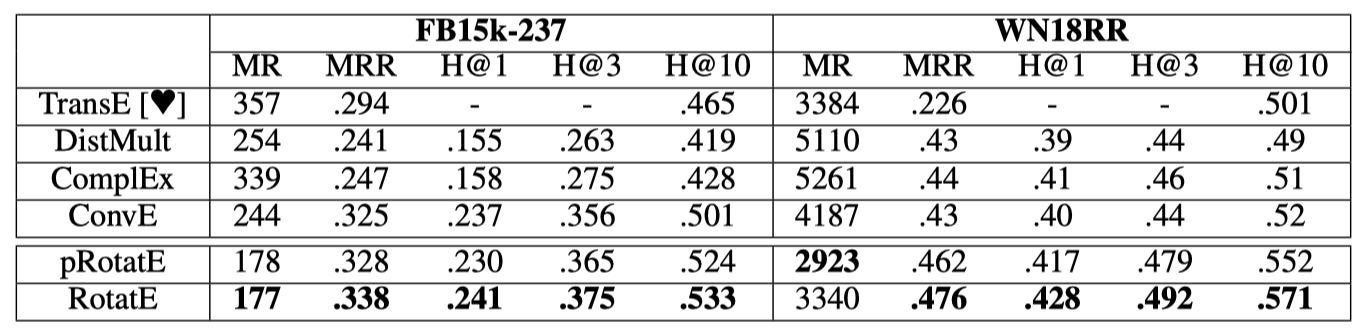 FB15k-237 WN18RR
MR MRR H@1 H@3 H@10 MR MRR H@1 H@3 H@10
TransE [♥] 357 .294 - - .465 3384 .226 - - .501
DistMult 254 .241 .155 .263 .419 5110 .43 .39 .44 .49
ComplEx 339 .247 .158 .275 .428 5261 .44 .41 .46 .51
ConvE 244 .325 .237 .356 .501 4187 .43 .40 .44 .52
pRotatE 178 .328 .230 .365 .524 2923 .462 .417 .479 .552
RotatE 177 .338 .241 .375 .533 3340 .476 .428 .492 .571